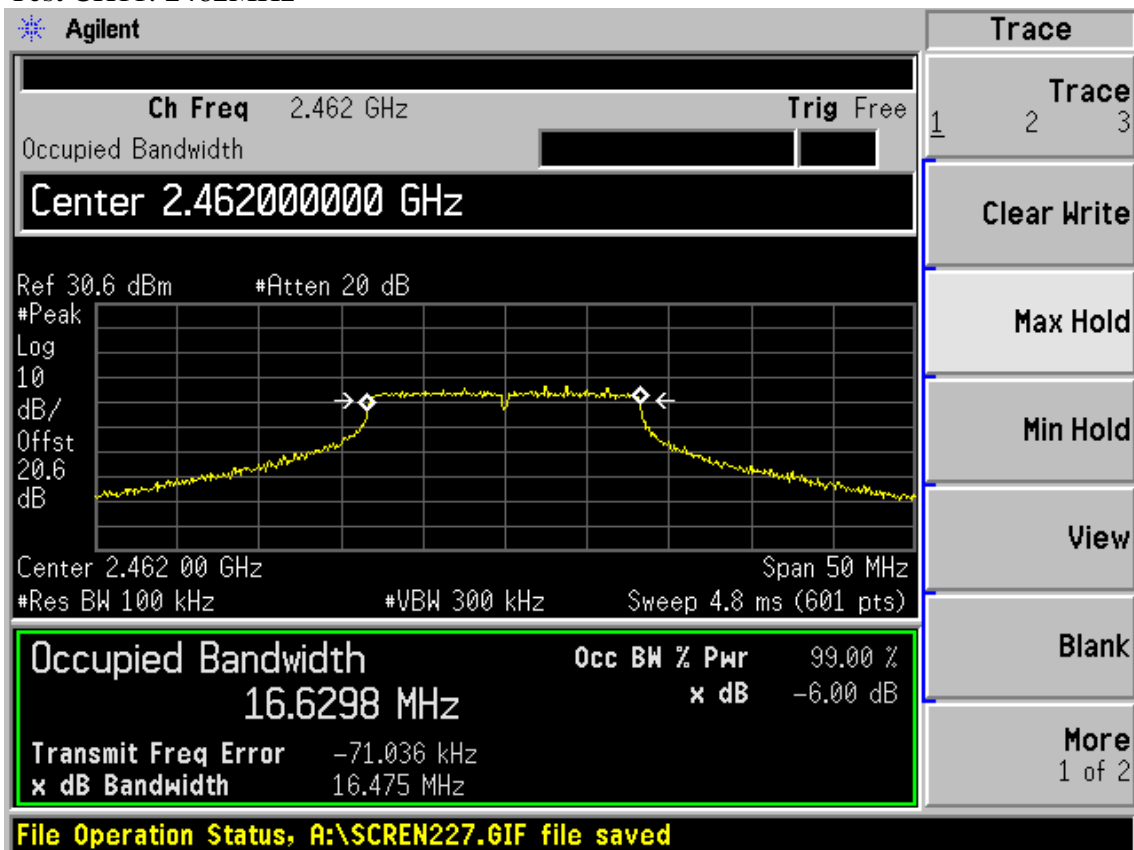 Agilent
Trace
Ch Freq 2.462 GHz Trig Free
Occupied Bandwidth
Center 2.462000000 GHz
Ref 30.6 dBm #Atten 20 dB
#Peak
Log
10
dB/
Offst
20.6
dB
Center 2.462 00 GHz Span 50 MHz
#Res BW 100 kHz #VBW 300 kHz Sweep 4.8 ms (601 pts)
Occupied Bandwidth
16.6298 MHz
Occ BW % Pwr 99.00 %
x dB -6.00 dB
Transmit Freq Error -71.036 kHz
x dB Bandwidth 16.475 MHz
Trace
1 2 3
Clear Write
Max Hold
Min Hold
View
Blank
More
1 of 2
File Operation Status, A:\SCREN227.GIF file saved